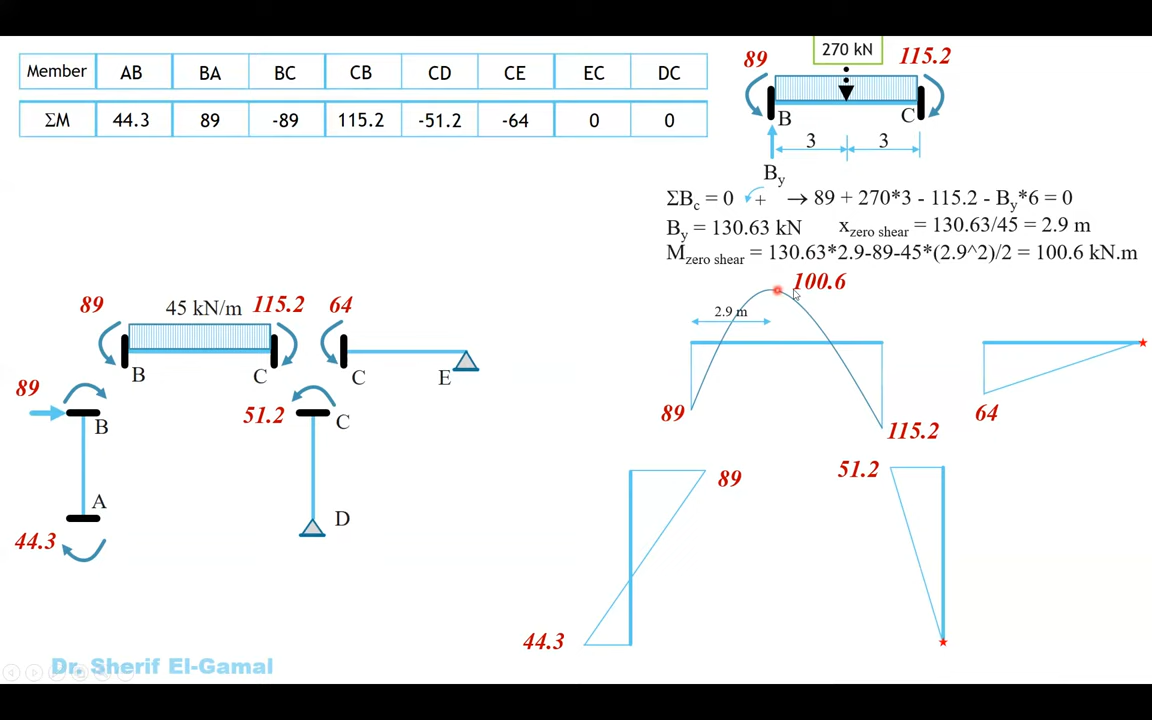 Member AB BA BC CB CD CE EC DC
ΣM 44.3 89 -89 115.2 -51.2 -64 0 0
270 kN
89 115.2
B C
3 3
By
ΣBc = 0 + → 89 + 270*3 - 115.2 - By*6 = 0
By = 130.63 kN xzero shear = 130.63/45 = 2.9 m
Mzero shear = 130.63*2.9-89-45*(2.9^2)/2 = 100.6 kN.m
89 45 kN/m 115.2 64
B C C E
89
B
51.2 C
A
44.3
D
100.6
2.9 m
89
115.2
64
89
44.3
51.2
Dr. Sherif El-Gamal